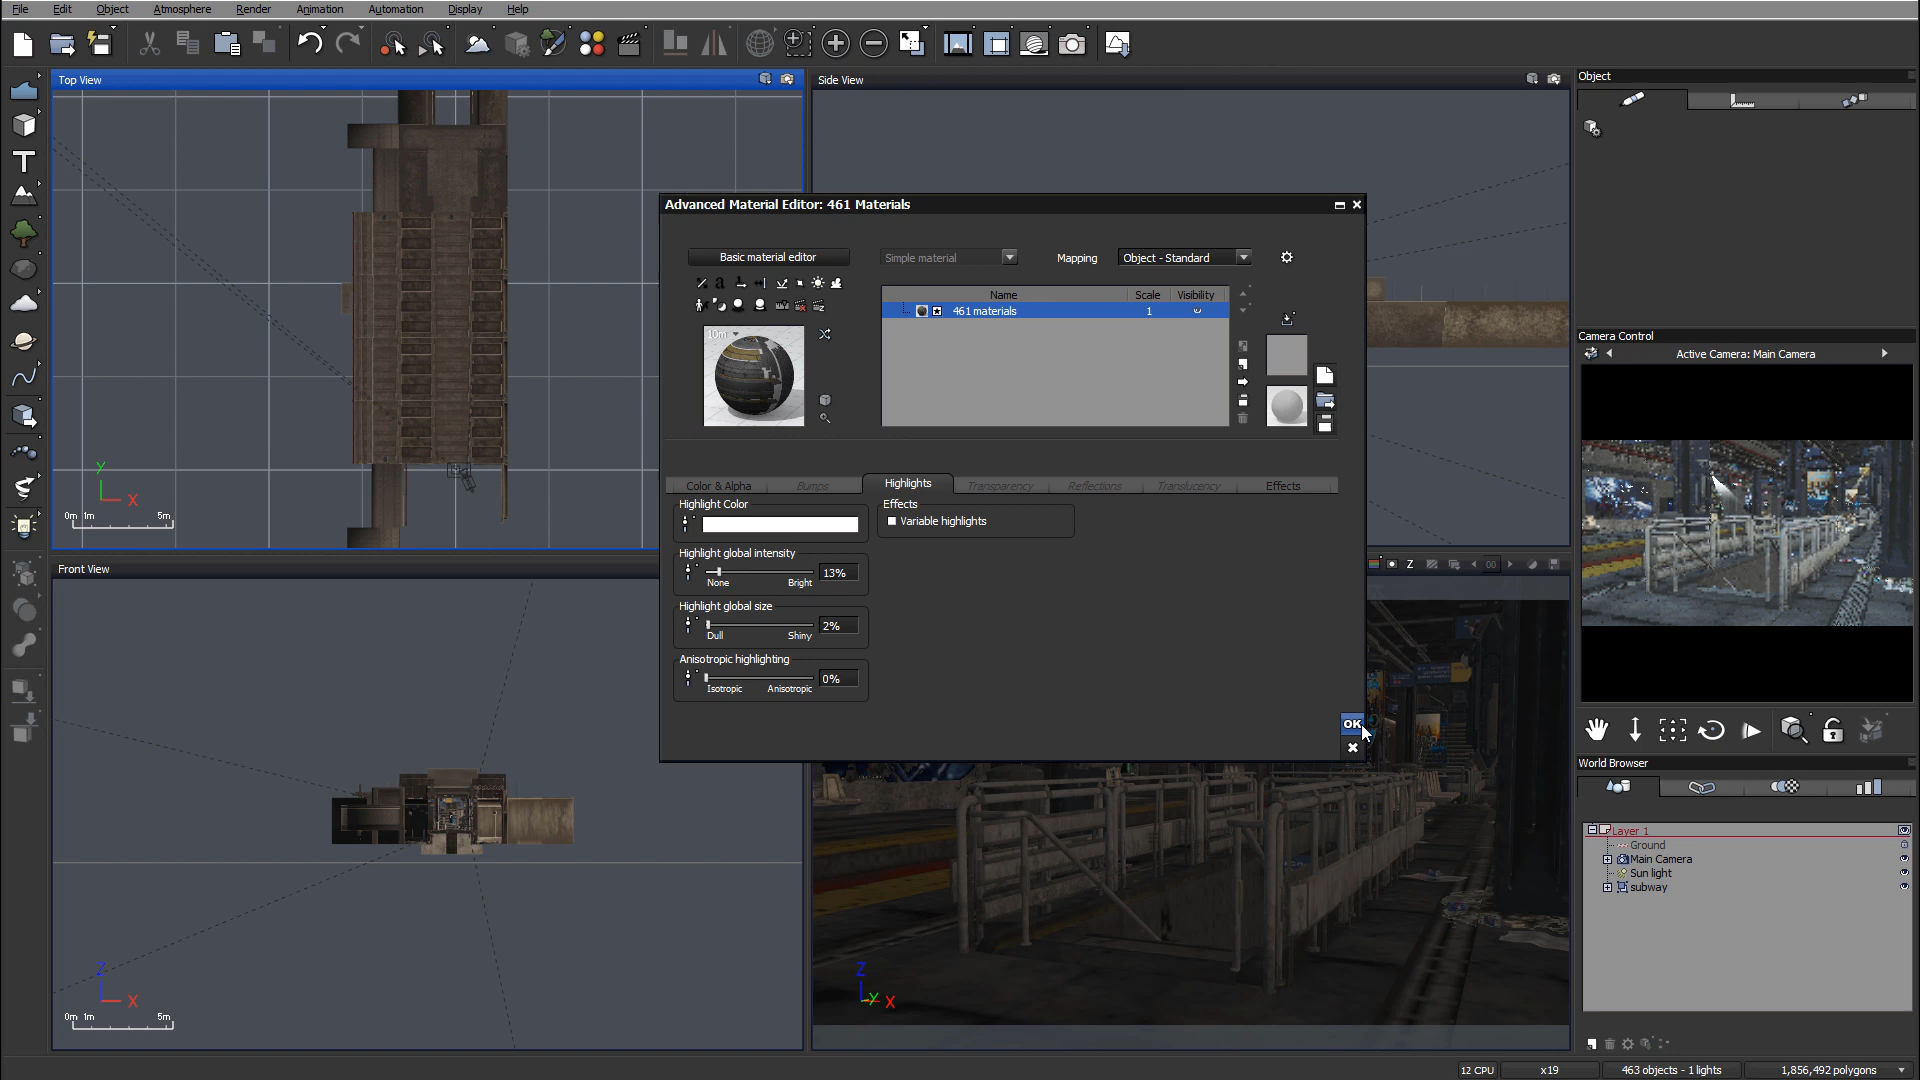 File Edit Object Atmosphere Render Animation Automation Display Help
Top View
Side View
Object
Advanced Material Editor: 461 Materials
Basic material editor
Simple material
Mapping
Object - Standard
Name Scale Visibility
461 materials 1
10m
Camera Control
Active Camera: Main Camera
Y
X
0m 1m 5m
Color & Alpha
Bumps
Highlights
Transparency
Reflections
Translucency
Effects
Highlight Color
Effects
Variable highlights
Highlight global intensity
None Bright
13%
Highlight global size
Dull Shiny
2%
Anisotropic highlighting
Isotropic Anisotropic
0%
OK
Front View
Z
00
Z
X
0m 1m 5m
Z
Y
X
World Browser
Layer 1
Ground
Main Camera
Sun light
subway
12 CPU
x19
463 objects - 1 lights
1,856,492 polygons